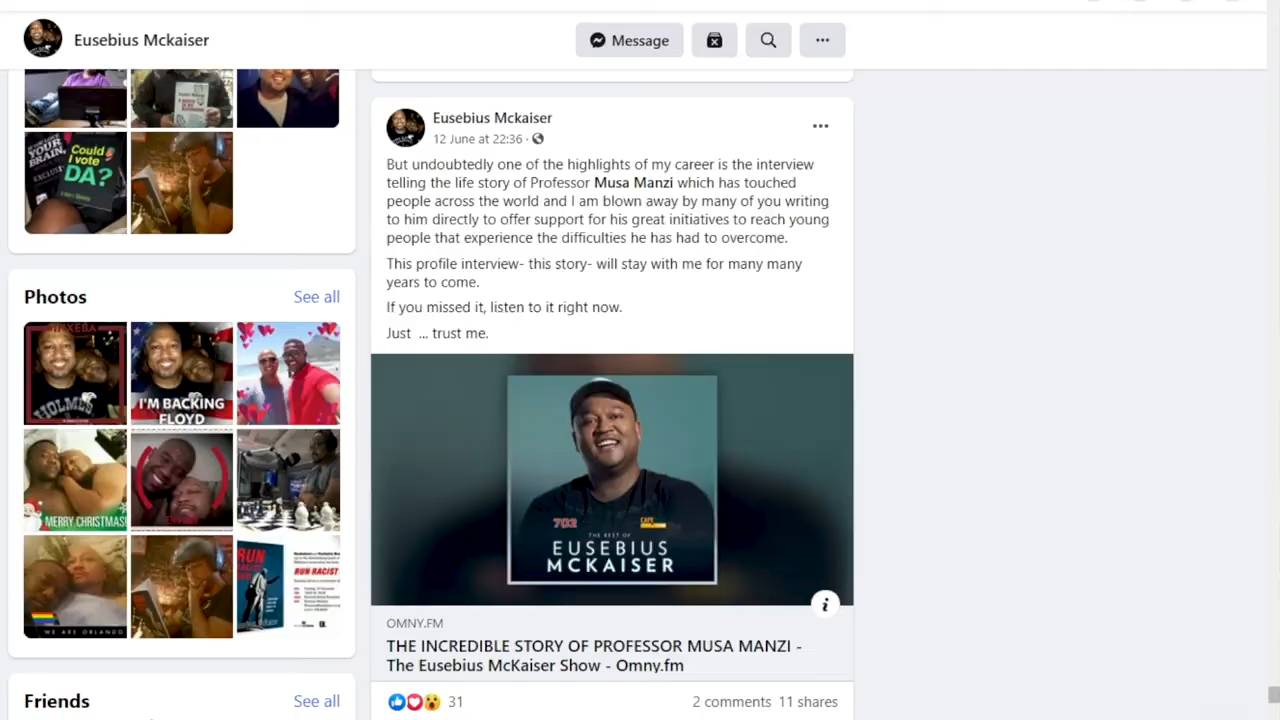 Eusebius Mckaiser
Message
Could
I vote
DA?
Photos
See all
INXEBA
HOLMES
I'M BACKING
FLOYD
MERRY CHRISTMAS
WE ARE ORLANDO
RUN
RACIST
RUN RACIST
Friends
See all
Eusebius Mckaiser
12 June at 22:36 ·
But undoubtedly one of the highlights of my career is the interview
telling the life story of Professor Musa Manzi which has touched
people across the world and I am blown away by many of you writing
to him directly to offer support for his great initiatives to reach young
people that experience the difficulties he has had to overcome.
This profile interview- this story- will stay with me for many many
years to come.
If you missed it, listen to it right now.
Just ... trust me.
702
CAPE
THE BEST OF
EUSEBIUS
MCKAISER
OMNY.FM
THE INCREDIBLE STORY OF PROFESSOR MUSA MANZI -
The Eusebius McKaiser Show - Omny.fm
31
2 comments 11 shares